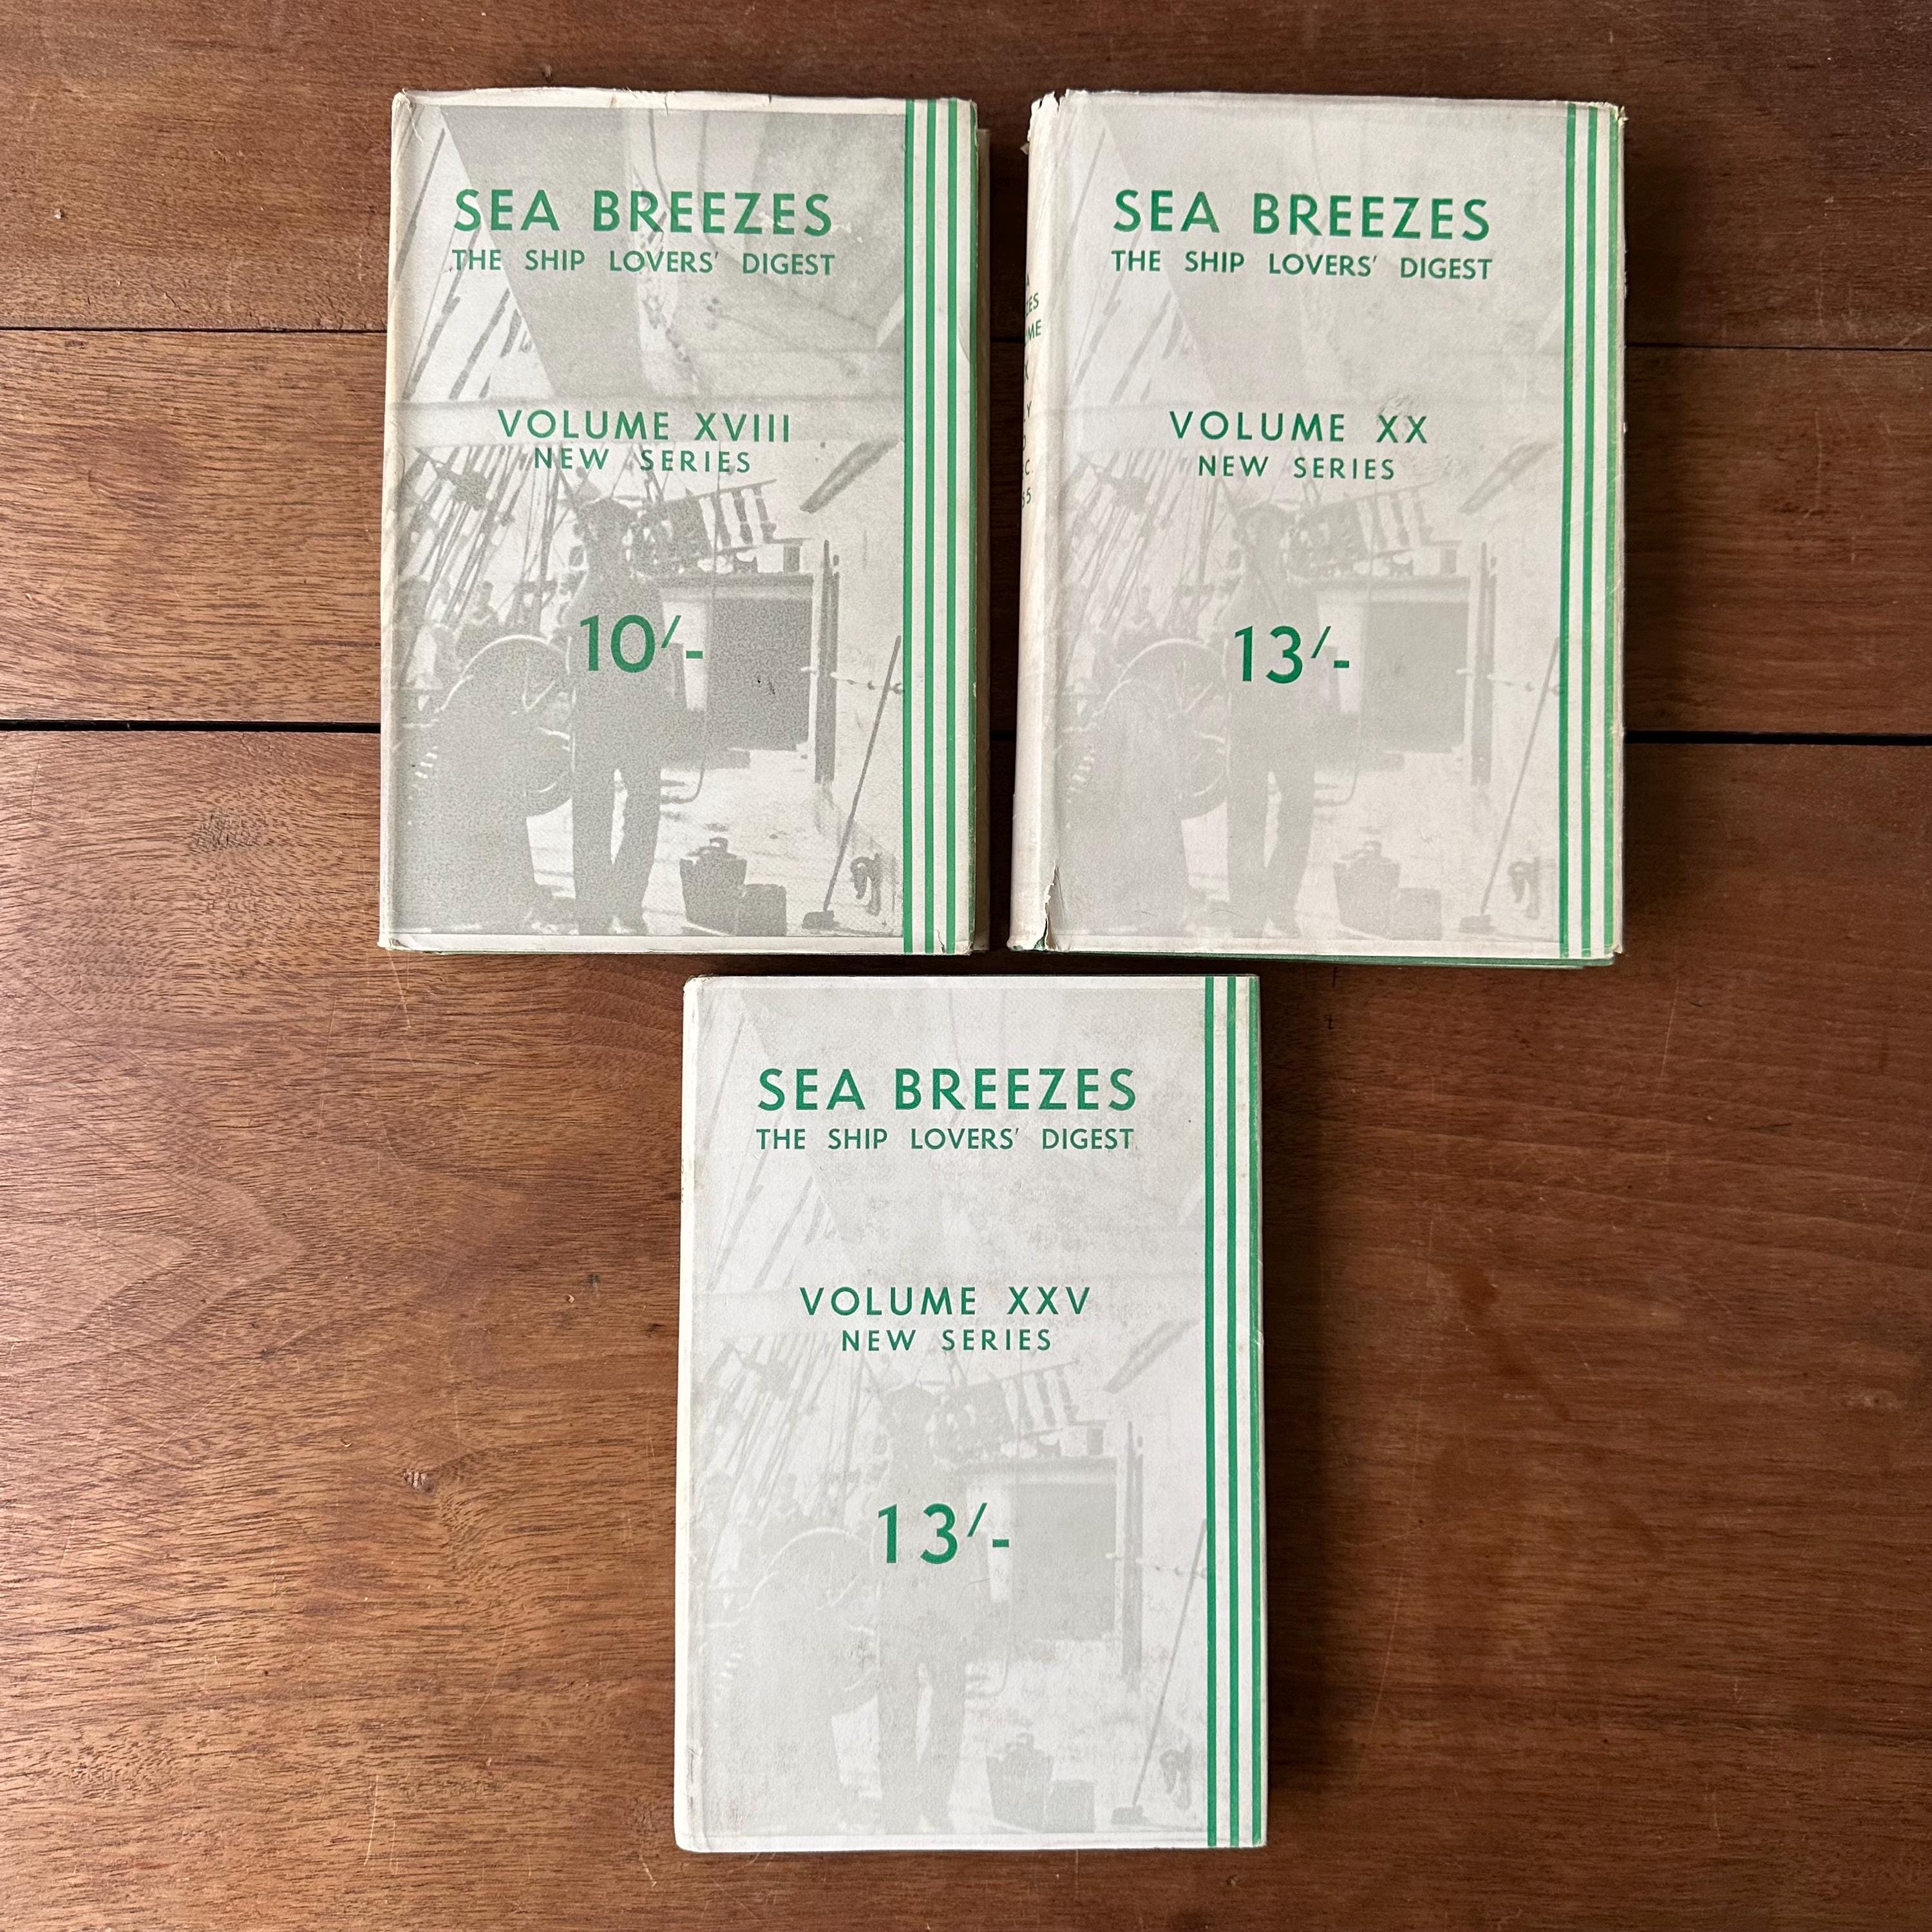 SEA BREEZES
THE SHIP LOVERS' DIGEST
VOLUME XVIII
NEW SERIES
10/-
SEA BREEZES
THE SHIP LOVERS' DIGEST
VOLUME XX
NEW SERIES
13/-
SEA BREEZES
THE SHIP LOVERS' DIGEST
VOLUME XXV
NEW SERIES
13/-